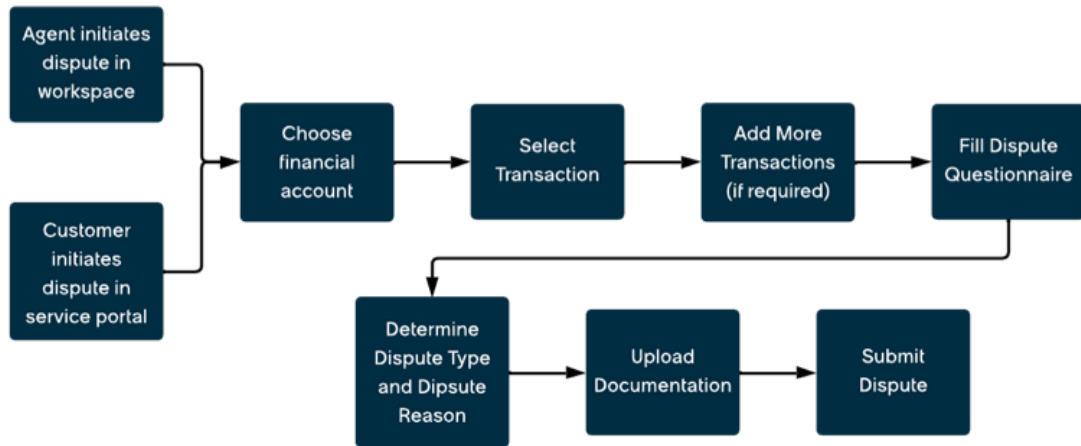 Agent initiates
dispute in
workspace
Customer
initiates
dispute in
service portal
Choose
financial
account
Select
Transaction
Add More
Transactions
(if required)
Fill Dispute
Questionnaire
Determine
Dispute Type
and Dipsute
Reason
Upload
Documentation
Submit
Dispute